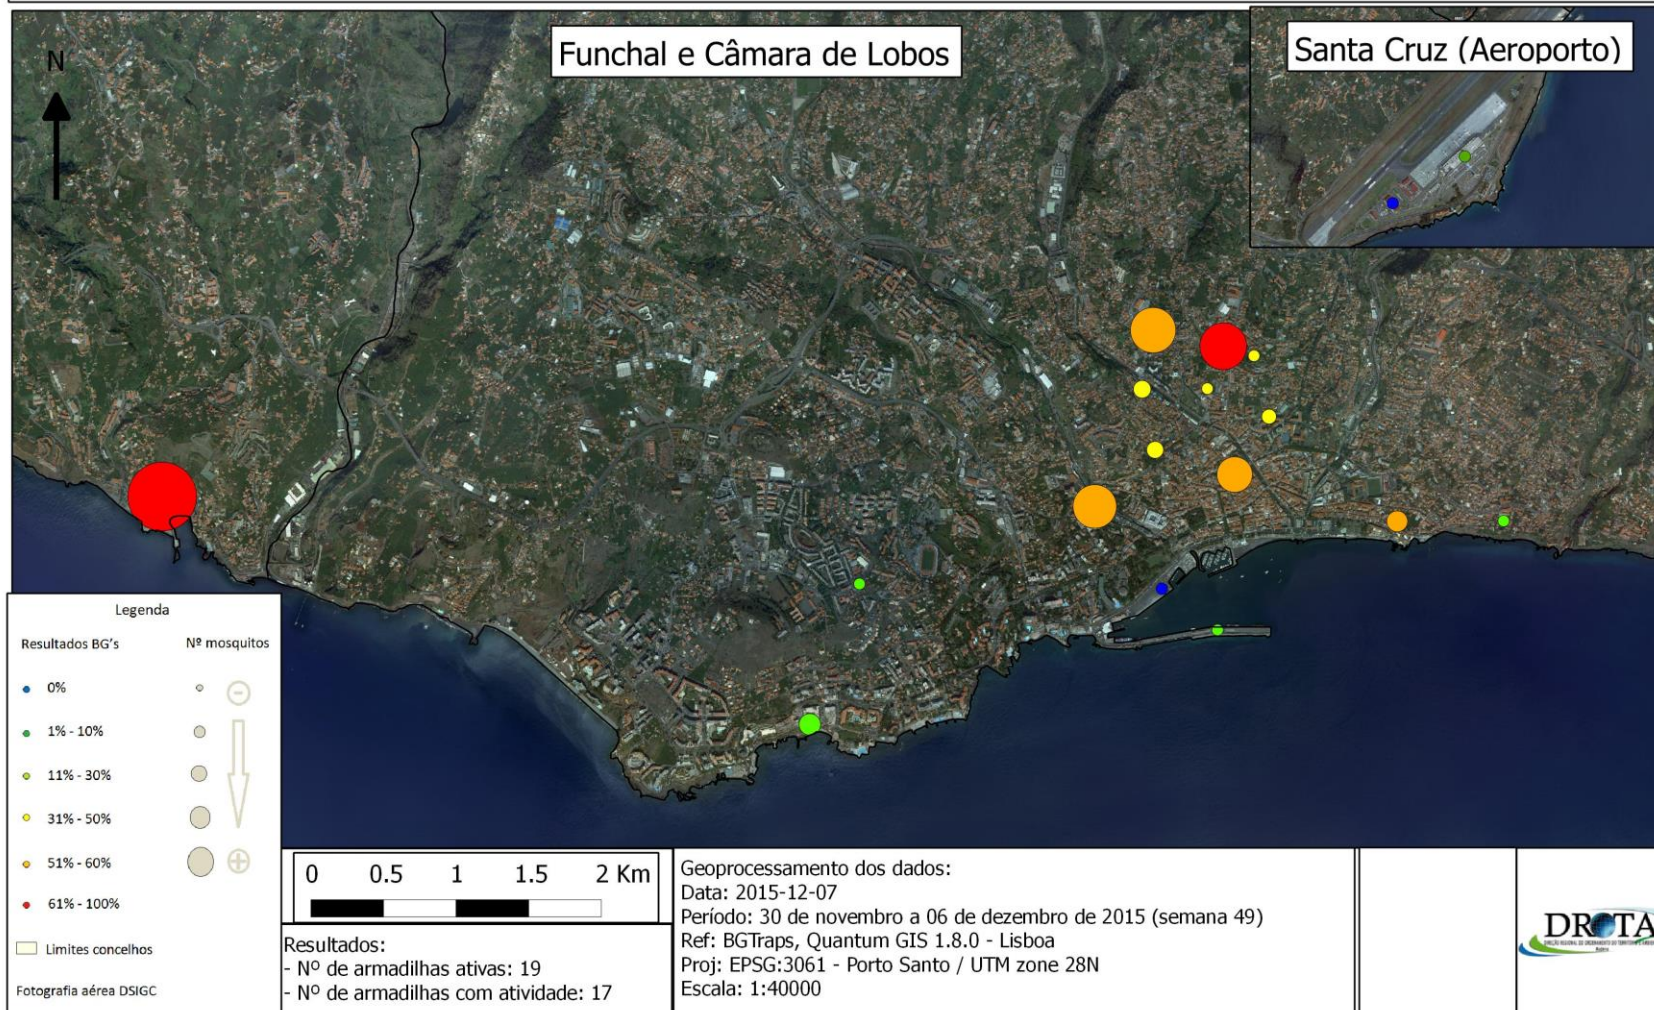 Funchal e Câmara de Lobos
Santa Cruz (Aeroporto)
N
Legenda
Resultados BG's
Nº mosquitos
0%
1% - 10%
11% - 30%
31% - 50%
51% - 60%
61% - 100%
Limites concelhos
Fotografia aérea DSIGC
0 0.5 1 1.5 2 Km
Resultados:
- Nº de armadilhas ativas: 19
- Nº de armadilhas com atividade: 17
Geoprocessamento dos dados:
Data: 2015-12-07
Período: 30 de novembro a 06 de dezembro de 2015 (semana 49)
Ref: BGTraps, Quantum GIS 1.8.0 - Lisboa
Proj: EPSG:3061 - Porto Santo / UTM zone 28N
Escala: 1:40000
DROTA